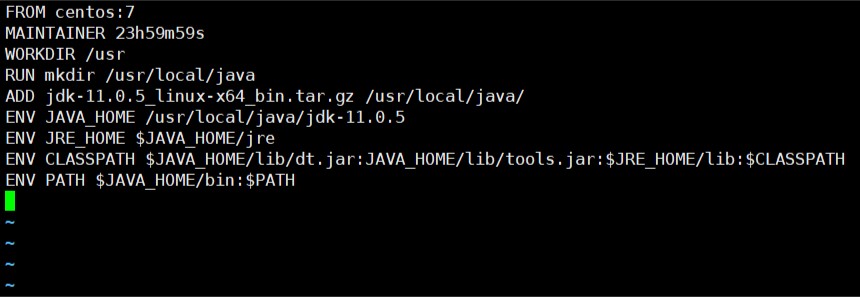 FROM centos:7
MAINTAINER 23h59m59s
WORKDIR /usr
RUN mkdir /usr/local/java
ADD jdk-11.0.5_linux-x64_bin.tar.gz /usr/local/java/
ENV JAVA_HOME /usr/local/java/jdk-11.0.5
ENV JRE_HOME $JAVA_HOME/jre
ENV CLASSPATH $JAVA_HOME/lib/dt.jar:JAVA_HOME/lib/tools.jar:$JRE_HOME/lib:$CLASSPATH
ENV PATH $JAVA_HOME/bin:$PATH
~
~
~
~